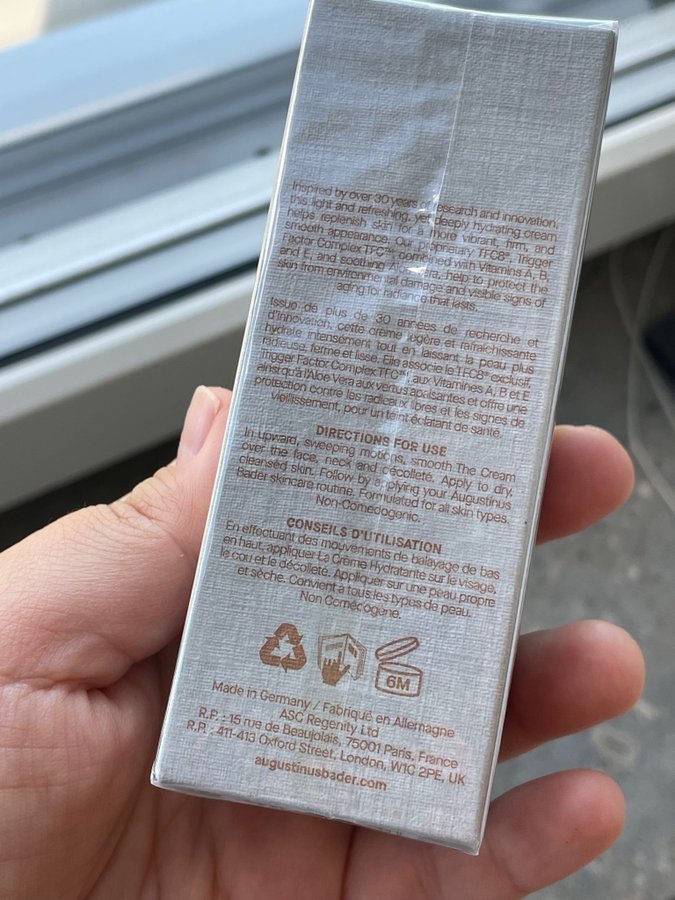 Inspired by over 30 years research and innovation,
this light and refreshing, yet deeply hydrating cream
helps replenish skin for a more vibrant, firm, and
smooth appearance. Our proprietary TFC8®, Trigger
Factor Complex TFC™, combined with Vitamins A, B,
and E, and soothing help to protect the
skin from environmental damage and visible signs of
aging for radiance that lasts.
Issue de plus de 30 années de recherche et
d'innovation, cette crème légère et rafraîchissante
hydrate intensément tout en laissant la peau plus
radieuse, ferme et lisse. Elle associe le TFC8® exclusif,
Trigger Factor Complex TFC™, aux Vitamines A, B et E
ainsi qu'à l'Aloe Vera aux vertus apaisantes et offre une
protection contre les radicaux libres et les signes de
vieillissement, pour un teint éclatant de santé.
DIRECTIONS FOR USE
In upward, sweeping motions, smooth The Cream
over the face, neck and décolleté. Apply to dry,
cleansed skin. Follow by applying your Augustinus
Bader skincare routine. Formulated for all skin types.
Non-Comedogenic.
CONSEILS D'UTILISATION
En effectuant des mouvements de balayage de bas
en haut, appliquer La Crème Hydratante sur le visage,
le cou et le décolleté. Appliquer sur une peau propre
et sèche. Convient à tous les types de peau.
Non Comédogène.
6M
Made in Germany / Fabriqué en Allemagne
ASC Regenity Ltd
R.P. : 15 rue de Beaujolais, 75001 Paris, France
R.P. : 411-413 Oxford Street, London, W1C 2PE, UK
augustinusbader.com